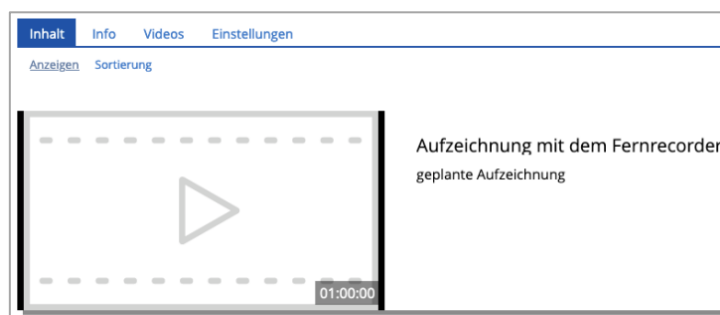 Inhalt Info Videos Einstellungen
Anzeigen Sortierung
Aufzeichnung mit dem Fernrecorder
geplante Aufzeichnung
01:00:00